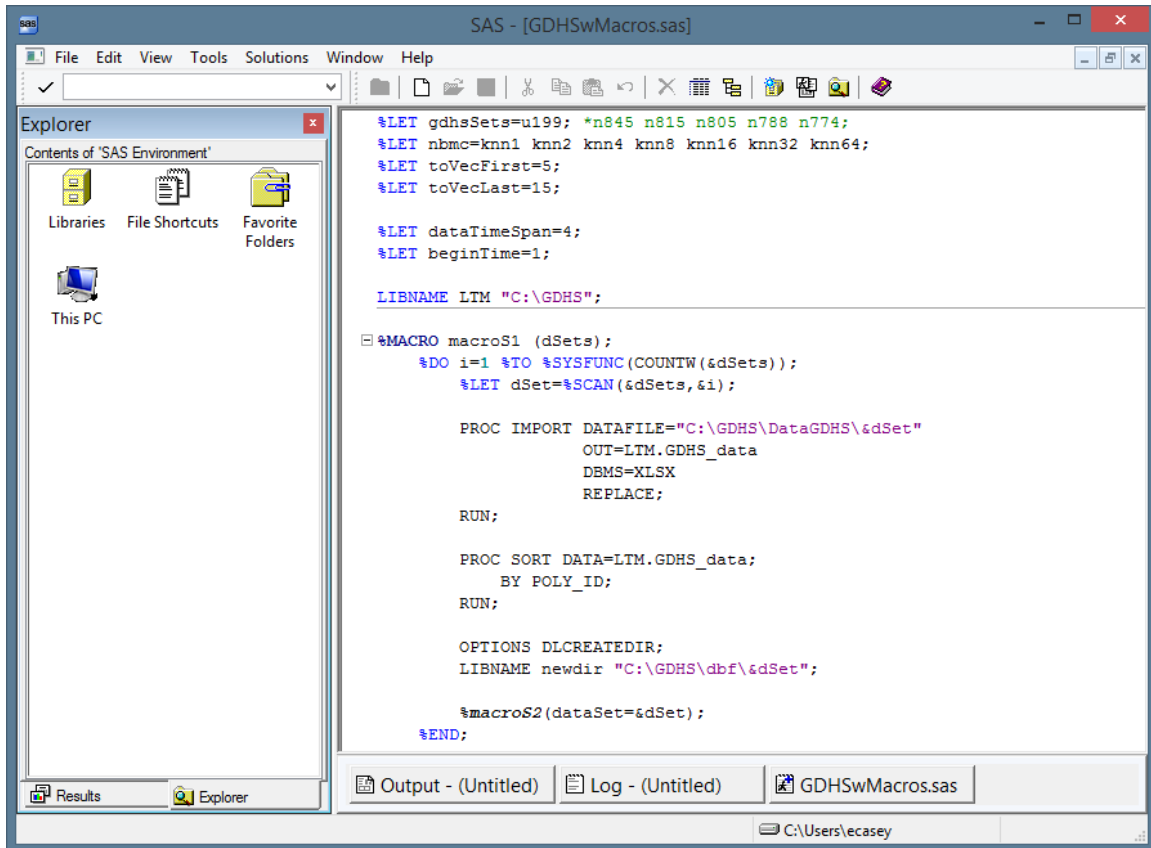 sas
SAS - [GDHSwMacros.sas]
File Edit View Tools Solutions Window Help
Explorer
Contents of 'SAS Environment'
Libraries
File Shortcuts
Favorite Folders
This PC
%LET gdhsSets=u199; *n845 n815 n805 n788 n774;
%LET nbmc=knn1 knn2 knn4 knn8 knn16 knn32 knn64;
%LET toVecFirst=5;
%LET toVecLast=15;
%LET dataTimeSpan=4;
%LET beginTime=1;
LIBNAME LTM "C:\GDHS";
%MACRO macroS1 (dSets);
%DO i=1 %TO %SYSFUNC(COUNTW(&dSets));
%LET dSet=%SCAN(&dSets,&i);
PROC IMPORT DATAFILE="C:\GDHS\DataGDHS\&dSet"
OUT=LTM.GDHS_data
DBMS=XLSX
REPLACE;
RUN;
PROC SORT DATA=LTM.GDHS_data;
BY POLY_ID;
RUN;
OPTIONS DLCREATEDIR;
LIBNAME newdir "C:\GDHS\dbf\&dSet";
%macroS2(dataSet=&dSet);
%END;
Results
Explorer
Output - (Untitled)
Log - (Untitled)
GDHSwMacros.sas
C:\Users\ecasey